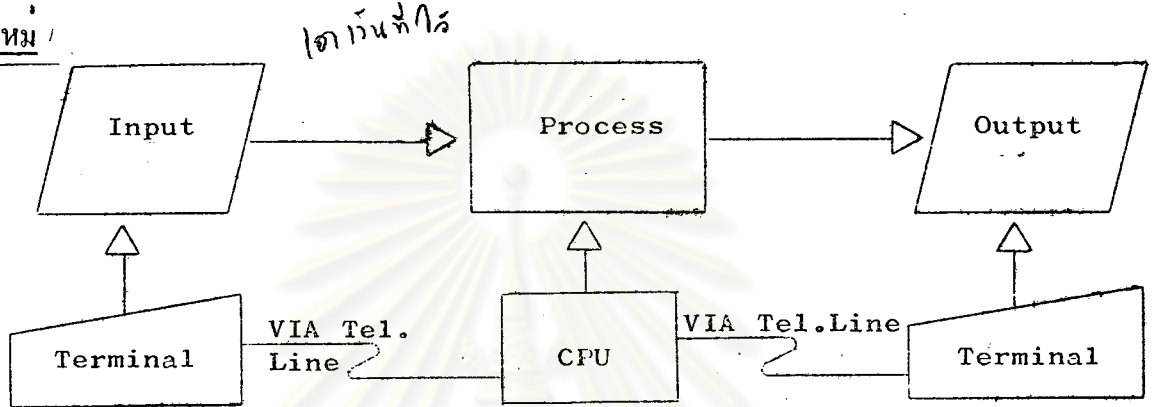 หม่
Input
Process
Output
VIA Tel.
Line
VIA Tel.Line
Terminal
CPU
Terminal